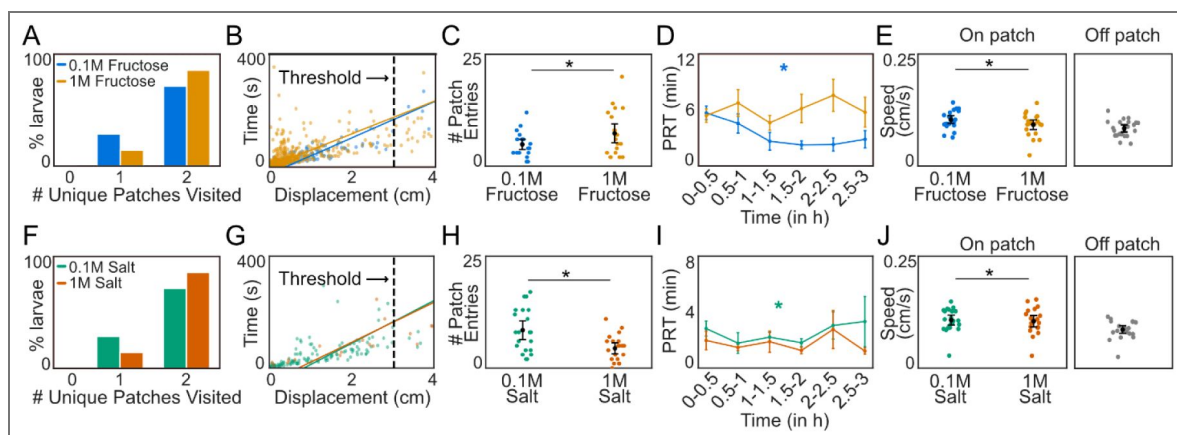 A
100
% larvae
0
0.1M Fructose
1M Fructose
0 1 2
# Unique Patches Visited
B
400
Time (s)
0
Threshold →
0 2 4
Displacement (cm)
C
25
# Patch
Entries
0
*
0.1M
Fructose
1M
Fructose
D
12
PRT (min)
6
0
*
0-0.5
0.5-1
1-1.5
1.5-2
2-2.5
2.5-3
Time (in h)
E
On patch
Off patch
0.25
Speed
(cm/s)
0
*
0.1M
Fructose
1M
Fructose
F
100
% larvae
0
0.1M Salt
1M Salt
0 1 2
# Unique Patches Visited
G
400
Time (s)
0
Threshold →
0 2 4
Displacement (cm)
H
25
# Patch
Entries
0
*
0.1M
Salt
1M
Salt
I
8
PRT (min)
4
0
*
0-0.5
0.5-1
1-1.5
1.5-2
2-2.5
2.5-3
Time (in h)
J
On patch
Off patch
0.25
Speed
(cm/s)
0
*
0.1M
Salt
1M
Salt